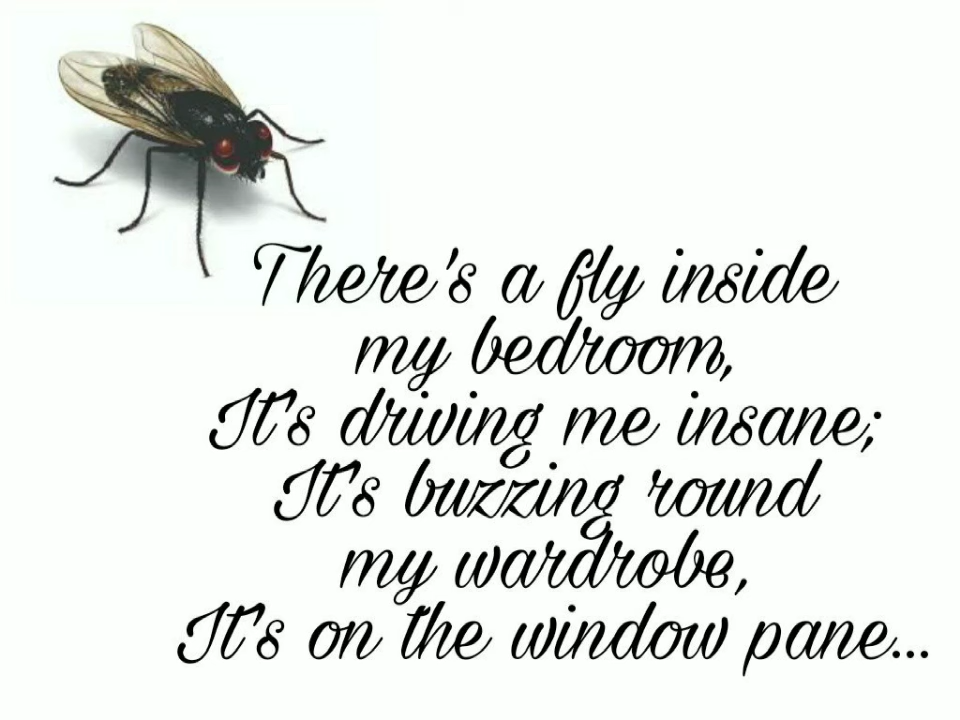 There's a fly inside
my bedroom,
It's driving me insane;
It's buzzing 'round
my wardrobe,
It's on the window pane...